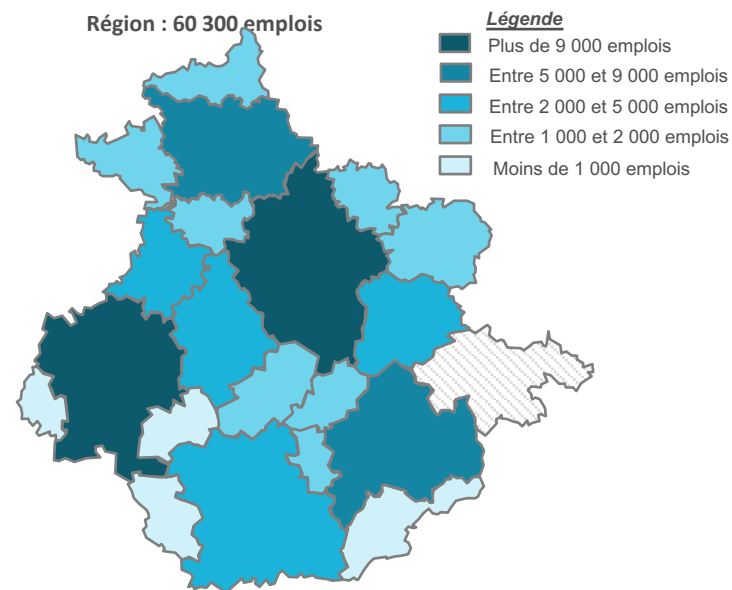 Région : 60 300 emplois
Légende
Plus de 9 000 emplois
Entre 5 000 et 9 000 emplois
Entre 2 000 et 5 000 emplois
Entre 1 000 et 2 000 emplois
Moins de 1 000 emplois